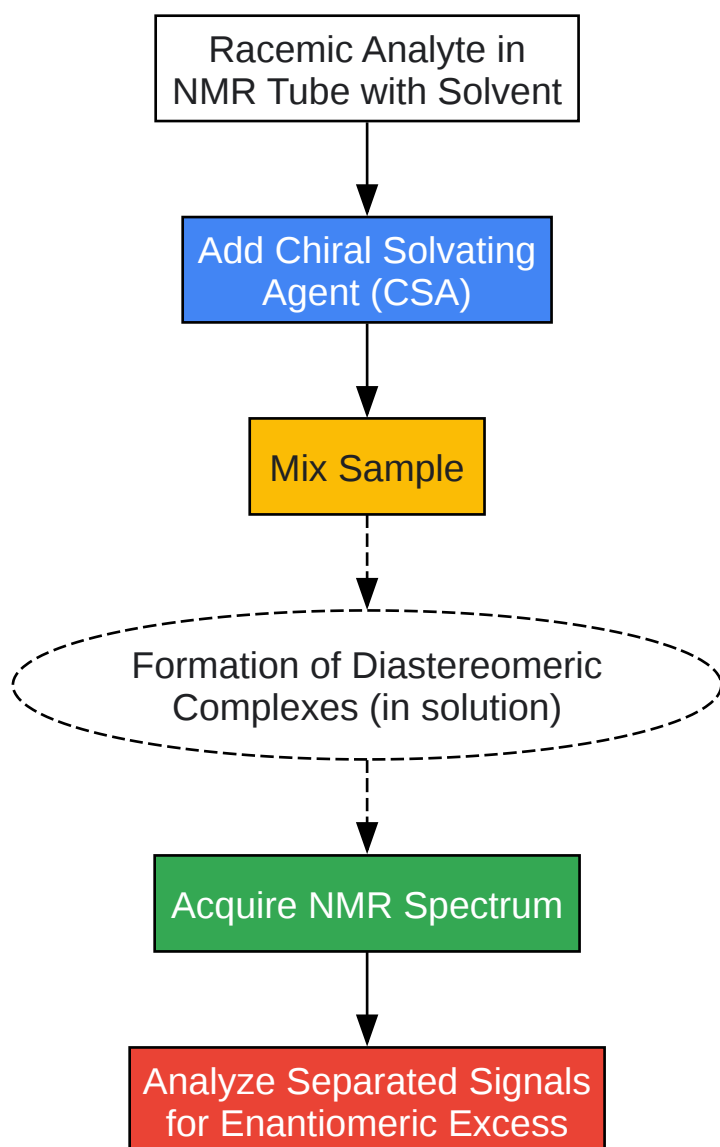 Racemic Analyte in
NMR Tube with Solvent
Add Chiral Solvating
Agent (CSA)
Mix Sample
Formation of Diastereomeric
Complexes (in solution)
Acquire NMR Spectrum
Analyze Separated Signals
for Enantiomeric Excess